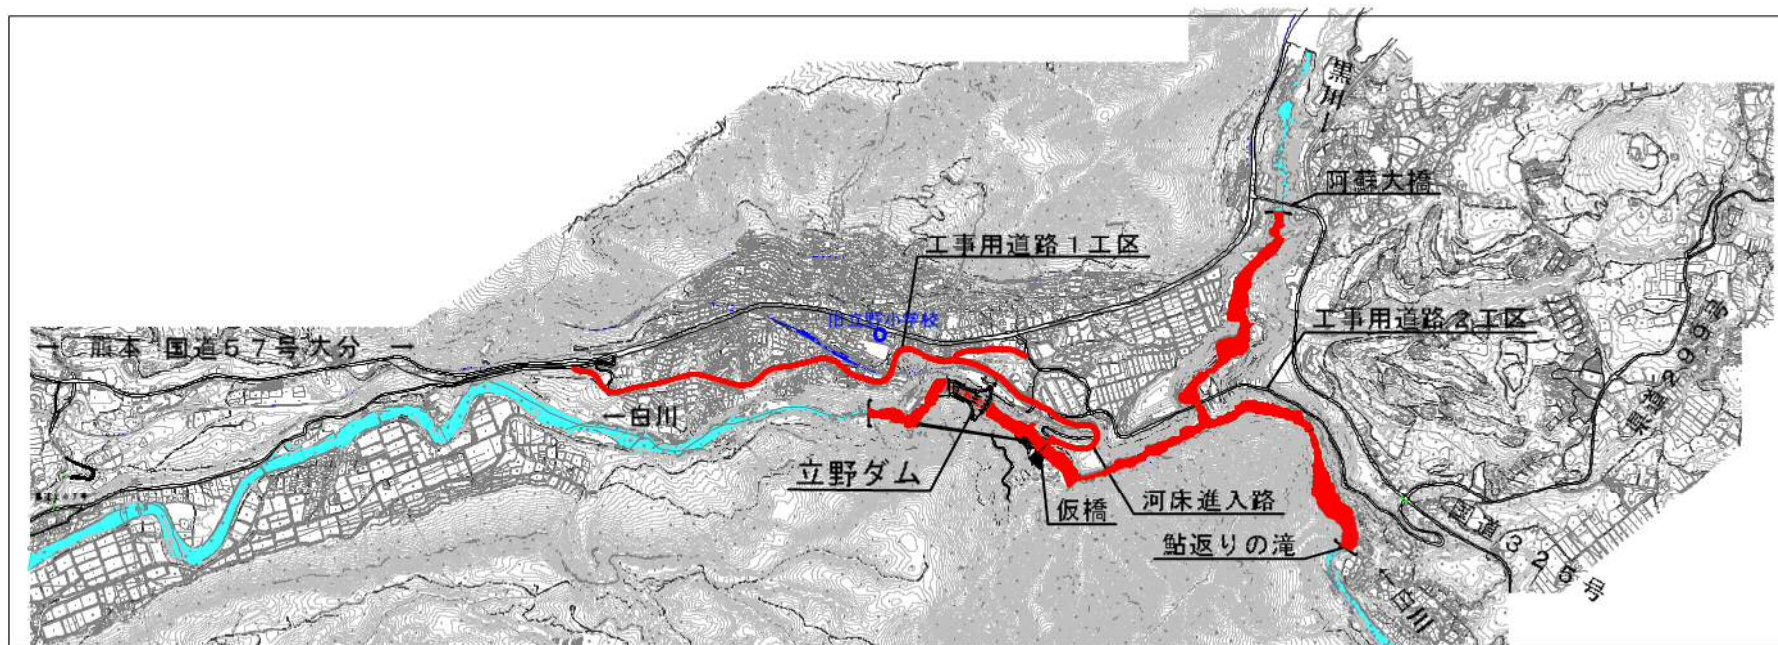 黒川
阿蘇大橋
工事用道路1工区
旧立野小学校
工事用道路2工区
← 熊本 国道57号 大分 →
県道299号
←白川
立野ダム
河床進入路
仮橋
鮎返りの滝
国道325号
←白川